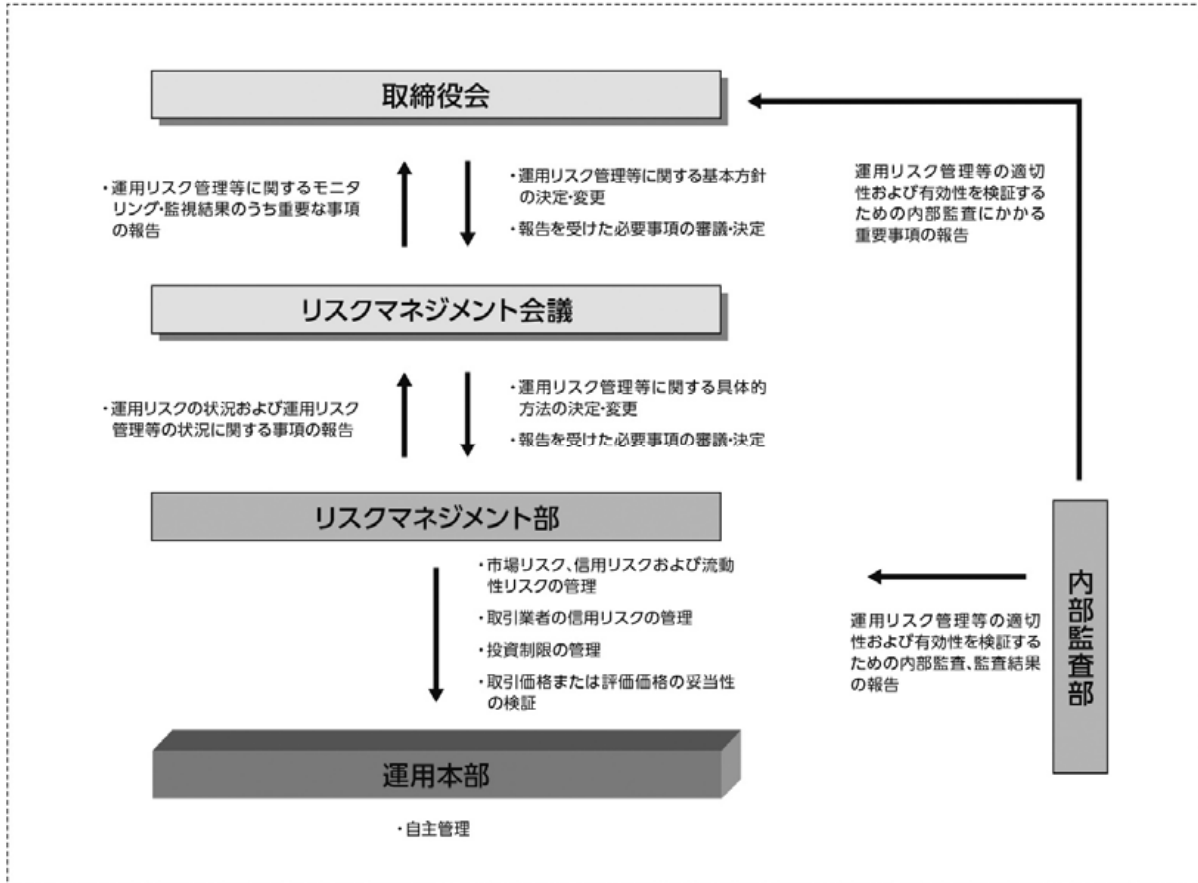 取締役会
・運用リスク管理等に関するモニタ
リング・監視結果のうち重要な事項
の報告
・運用リスク管理等に関する基本方針
の決定・変更
・報告を受けた必要事項の審議・決定
運用リスク管理等の適切
性および有効性を検証する
ための内部監査にかかる
重要事項の報告
リスクマネジメント会議
・運用リスクの状況および運用リスク
管理等の状況に関する事項の報告
・運用リスク管理等に関する具体的
方法の決定・変更
・報告を受けた必要事項の審議・決定
リスクマネジメント部
・市場リスク、信用リスクおよび流動
性リスクの管理
・取引業者の信用リスクの管理
・投資制限の管理
・取引価格または評価価格の妥当性
の検証
運用リスク管理等の適切
性および有効性を検証する
ための内部監査、監査結果
の報告
内部監査部
運用本部
・自主管理